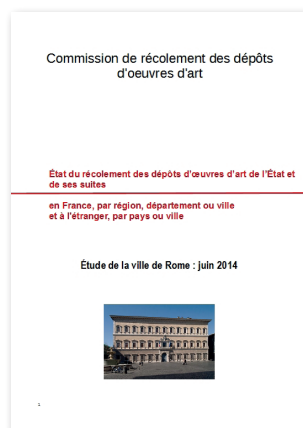 Commission de récolement des dépôts
d'oeuvres d'art
État du récolement des dépôts d'œuvres d'art de l'État et
de ses suites
en France, par région, département ou ville
et à l'étranger, par pays ou ville
Étude de la ville de Rome : juin 2014